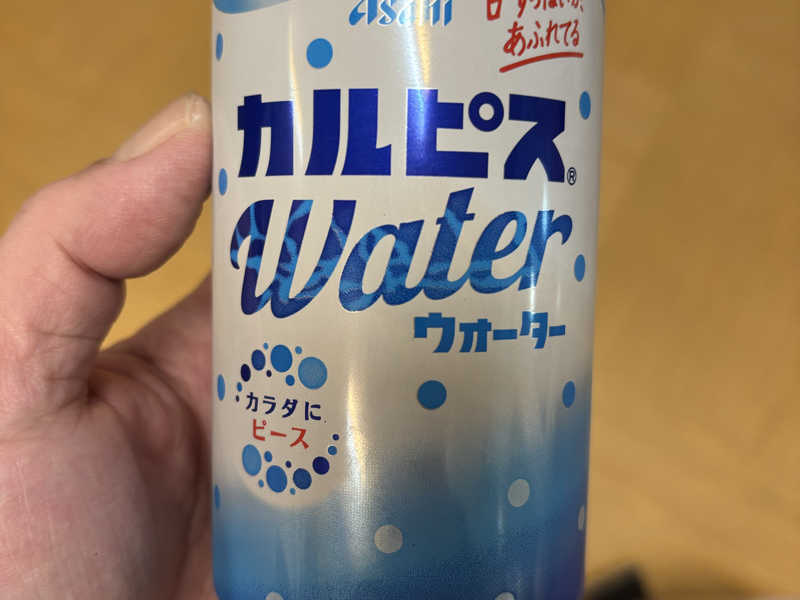 Asahi
あふれてる
カルピス®
Water
ウォーター
カラダに
ピース